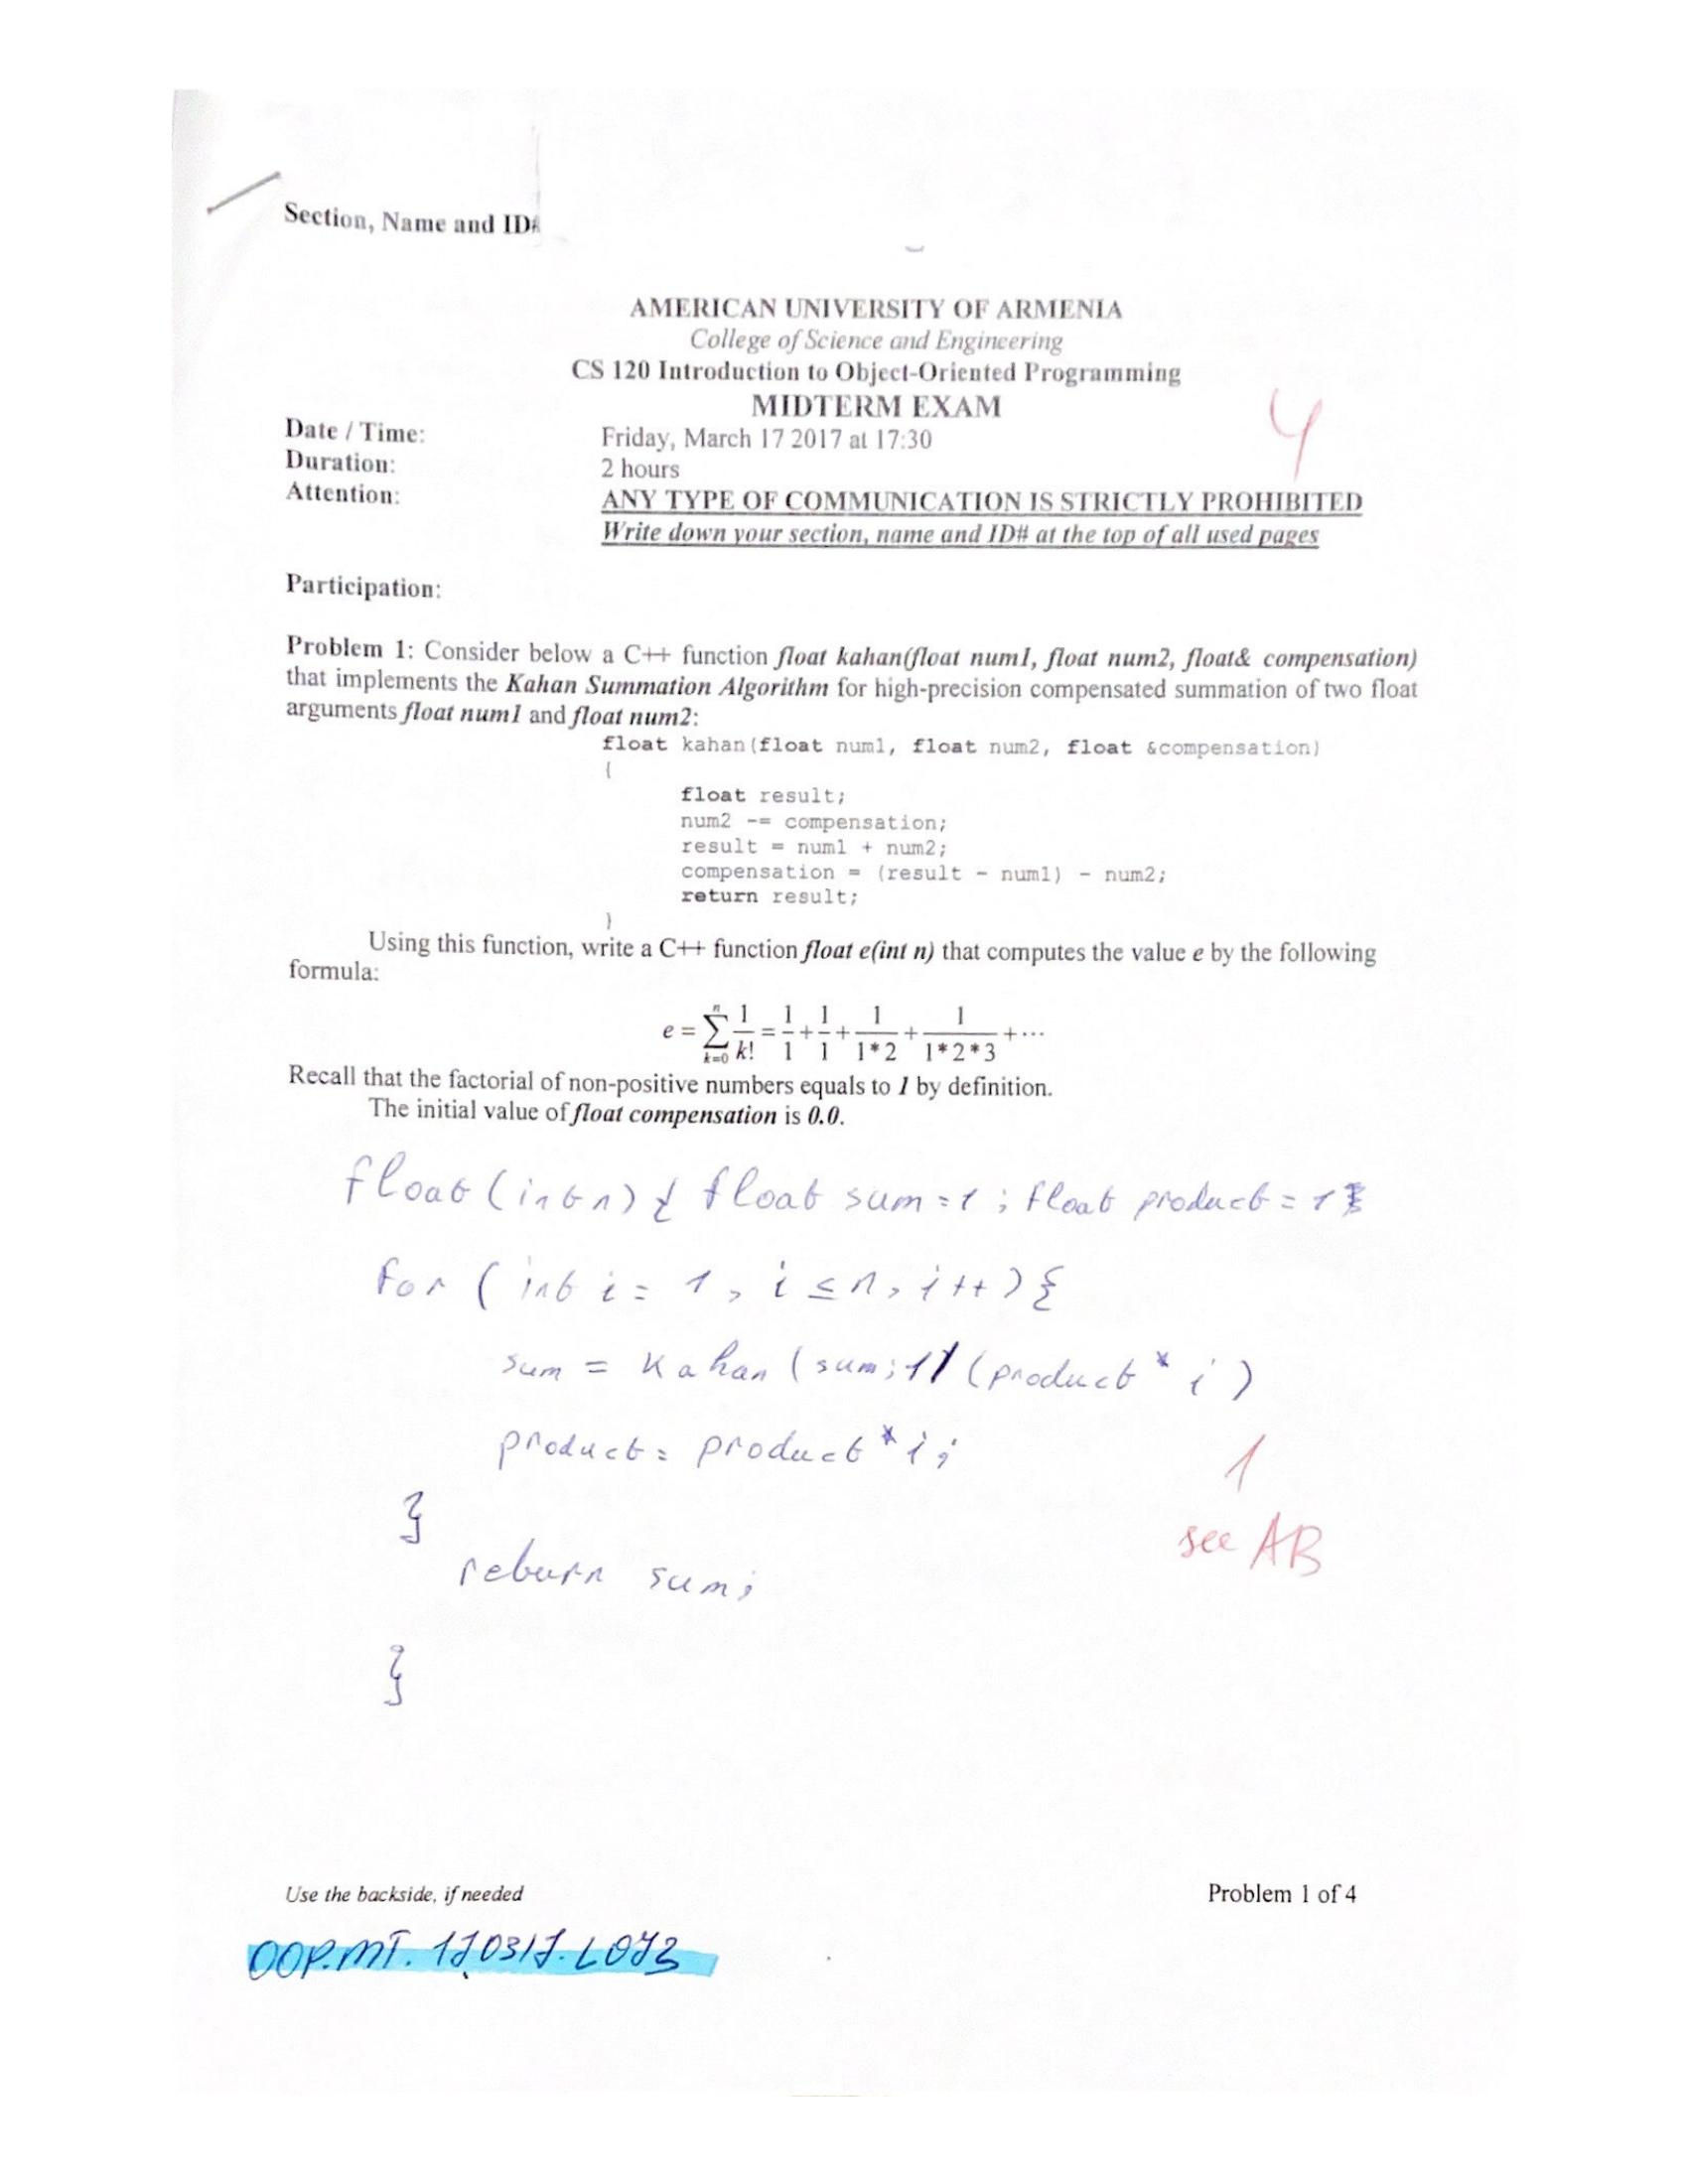 Section, Name and ID#
AMERICAN UNIVERSITY OF ARMENIA
College of Science and Engineering
CS 120 Introduction to Object-Oriented Programming
MIDTERM EXAM
4
Date / Time: Friday, March 17 2017 at 17:30
Duration: 2 hours
Attention: ANY TYPE OF COMMUNICATION IS STRICTLY PROHIBITED
Write down your section, name and ID# at the top of all used pages
Participation:
Problem 1: Consider below a C++ function float kahan(float num1, float num2, float& compensation)
that implements the Kahan Summation Algorithm for high-precision compensated summation of two float
arguments float num1 and float num2:
float kahan(float num1, float num2, float &compensation)
{
float result;
num2 -= compensation;
result = num1 + num2;
compensation = (result - num1) - num2;
return result;
}
Using this function, write a C++ function float e(int n) that computes the value e by the following
formula:
e = \sum_{k=0}^{n} \frac{1}{k!} = \frac{1}{1} + \frac{1}{1} + \frac{1}{1*2} + \frac{1}{1*2*3} + ⋯
Recall that the factorial of non-positive numbers equals to 1 by definition.
The initial value of float compensation is 0.0.
float (int n) { float sum = 1 ; float product = 1
for ( int i = 1 , i ≤ n , i ++ ) {
sum = Kahan ( sum ; 1 / ( product * i )
product = product * i ;
1
}
see AB
return sum ;
}
Use the backside, if needed
Problem 1 of 4
OOP.MT.170317.L073